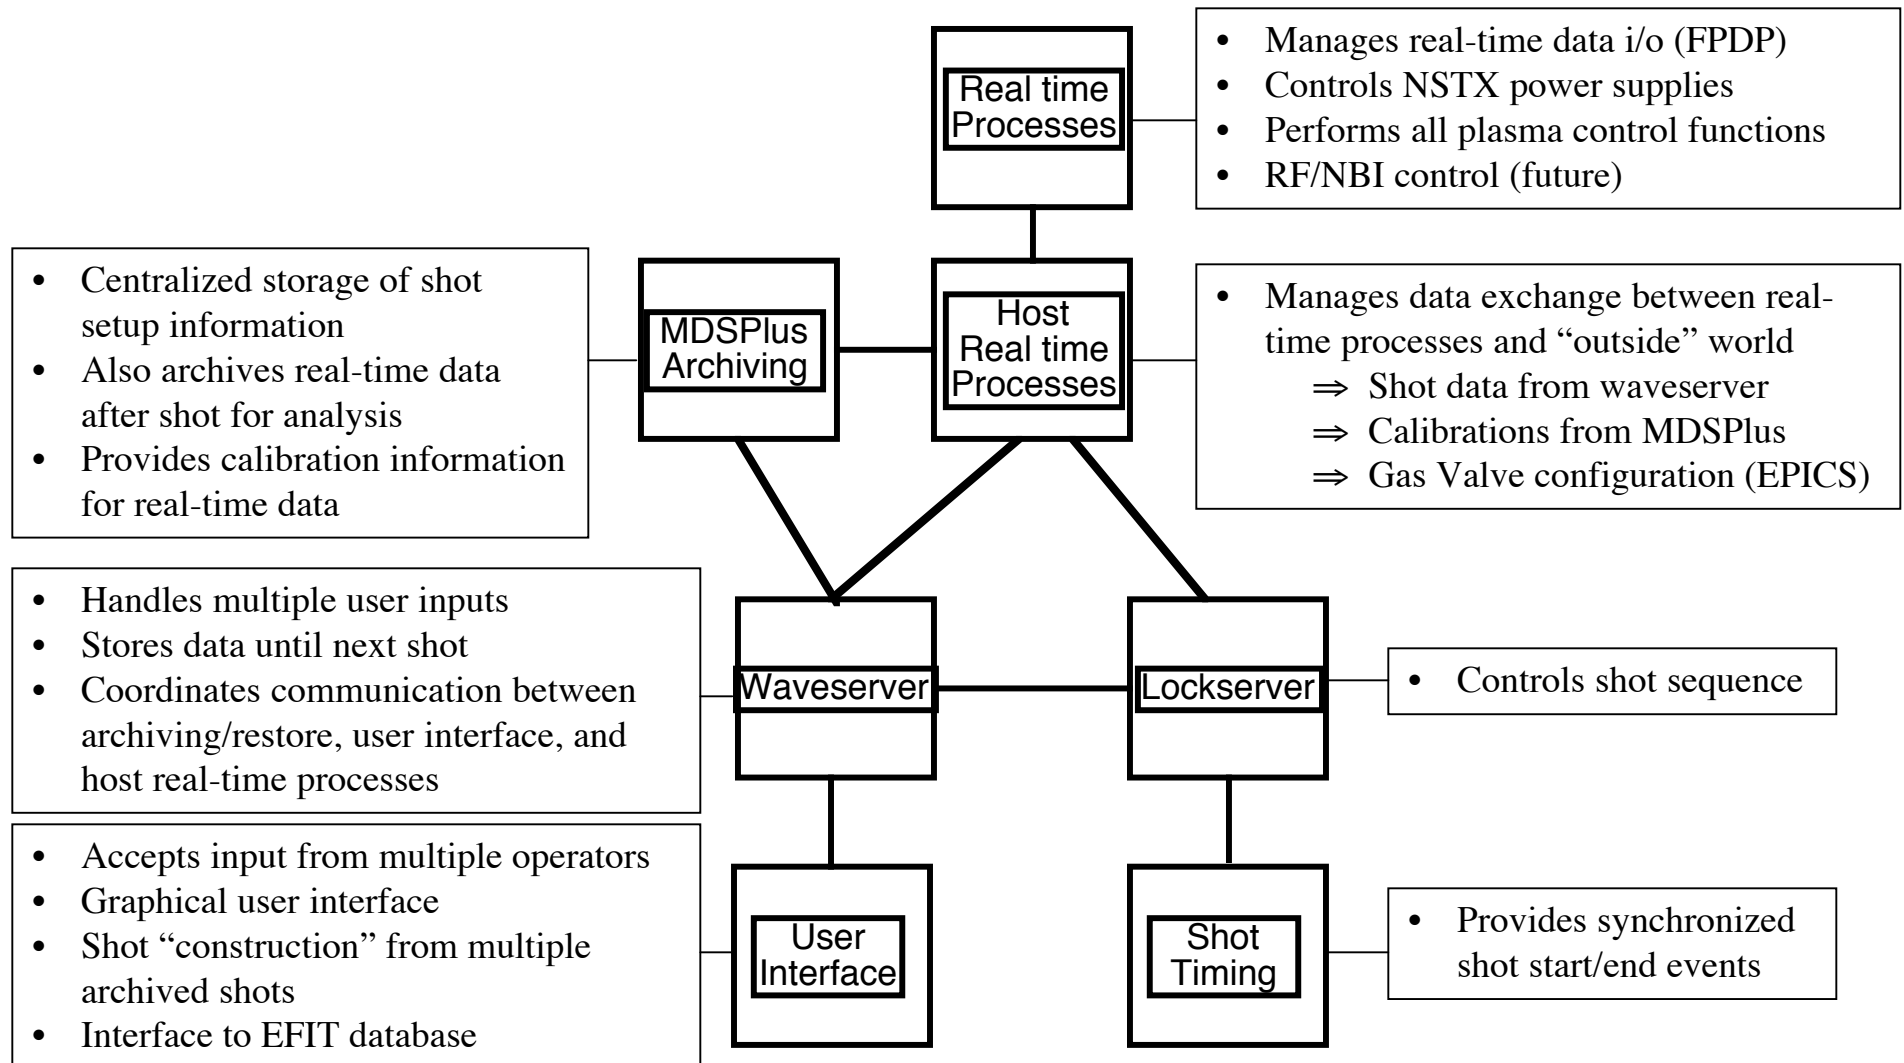 Real time
Processes
• Manages real-time data i/o (FPDP)
• Controls NSTX power supplies
• Performs all plasma control functions
• RF/NBI control (future)
• Centralized storage of shot
setup information
• Also archives real-time data
after shot for analysis
• Provides calibration information
for real-time data
MDSPlus
Archiving
Host
Real time
Processes
• Manages data exchange between real-
time processes and “outside” world
⇒ Shot data from waveserver
⇒ Calibrations from MDSPlus
⇒ Gas Valve configuration (EPICS)
• Handles multiple user inputs
• Stores data until next shot
• Coordinates communication between
archiving/restore, user interface, and
host real-time processes
Waveserver
Lockserver
• Controls shot sequence
• Accepts input from multiple operators
• Graphical user interface
• Shot “construction” from multiple
archived shots
• Interface to EFIT database
User
Interface
Shot
Timing
• Provides synchronized
shot start/end events